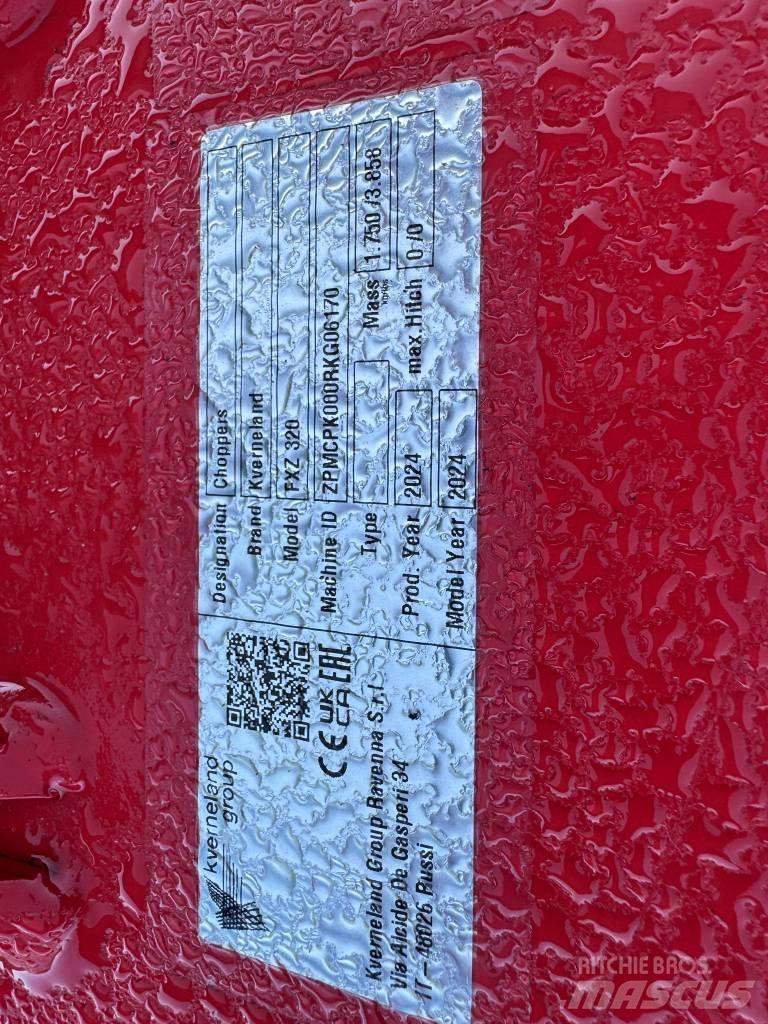 kverneland
group
CE UK
CA EAC
Kverneland Group Ravenna S.r.l.
Via Alcide De Gasperi 34
IT-48026 Russi
Designation Choppers
Brand Kverneland
Model FXZ 320
Machine ID ZPMCPK000RKG06170
Type Mass kg/lbs 1.750 / 3.858
Prod. Year 2024 max. Hitch 0 / 0
Model Year 2024
RITCHIE BROS.
MASCUS